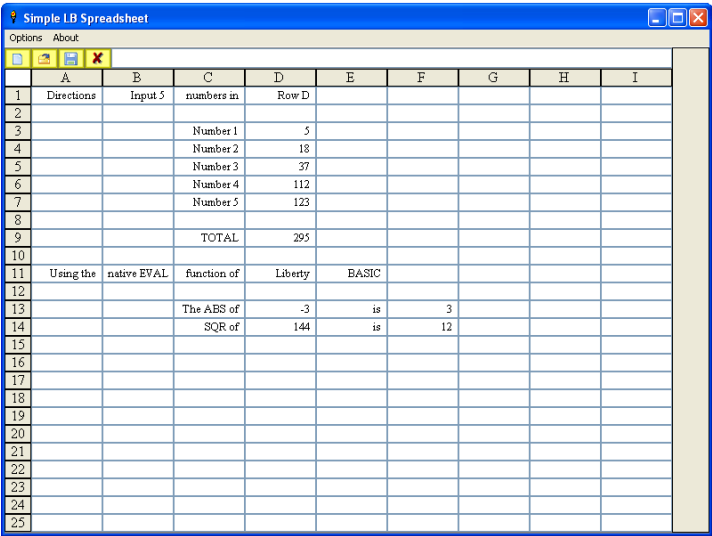 Simple LB Spreadsheet
Options About
A B C D E F G H I
1 Directions Input 5 numbers in Row D
2
3 Number 1 5
4 Number 2 18
5 Number 3 37
6 Number 4 112
7 Number 5 123
8
9 TOTAL 295
10
11 Using the native EVAL function of Liberty BASIC
12
13 The ABS of -3 is 3
14 SQR of 144 is 12
15
16
17
18
19
20
21
22
23
24
25